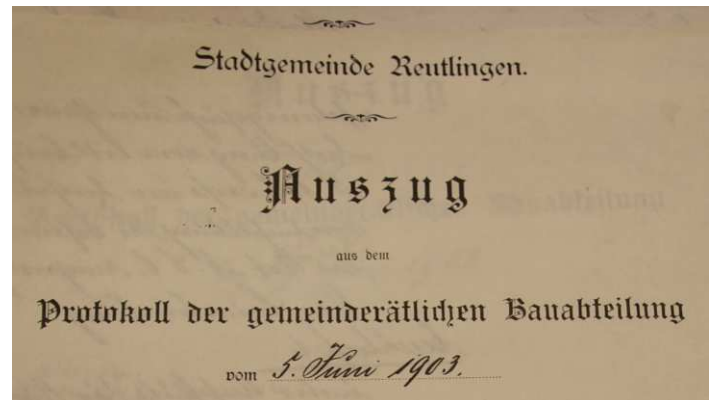 Stadtgemeinde Reutlingen.
Auszug
aus dem
Protokoll der gemeinderätlichen Bauabteilung
vom 5. Juni 1903.